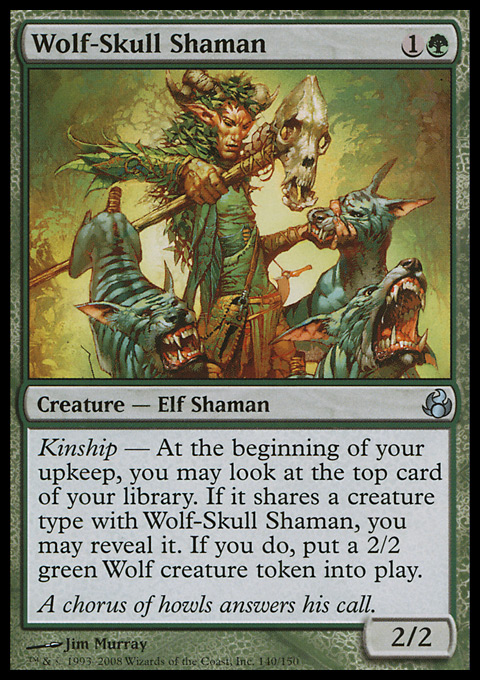 Wolf-Skull Shaman 1
Creature — Elf Shaman
Kinship — At the beginning of your
upkeep, you may look at the top card
of your library. If it shares a creature
type with Wolf-Skull Shaman, you
may reveal it. If you do, put a 2/2
green Wolf creature token into play.
A chorus of howls answers his call.
Jim Murray
2/2
™ & © 1993–2008 Wizards of the Coast, Inc. 140/150